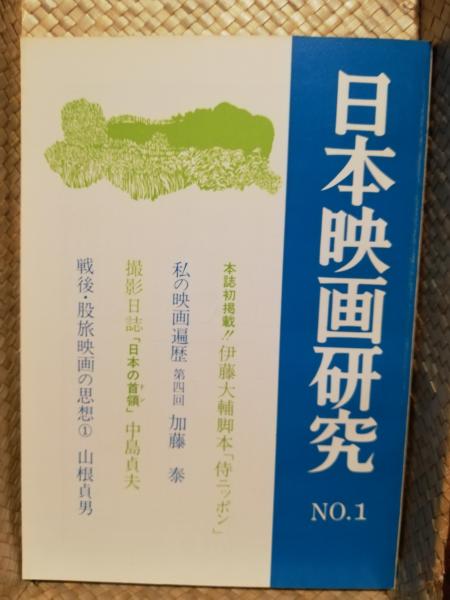 日本映画研究
NO.1
本誌初掲載!! 伊藤大輔脚本「侍ニッポン」
私の映画遍歴 第四回 加藤 泰
撮影日誌「日本の首領」中島貞夫
ドン
戦後・股旅映画の思想① 山根貞男